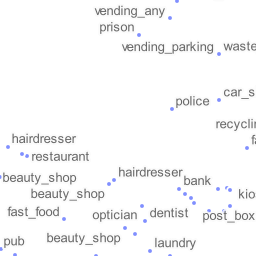 vending_any
prison
vending_parking
waste
car_s
police
recyclin
hairdresser
fa
restaurant
hairdresser
beauty_shop
bank
beauty_shop
kio
fast_food
optician
dentist
post_box
pub
beauty_shop
laundry